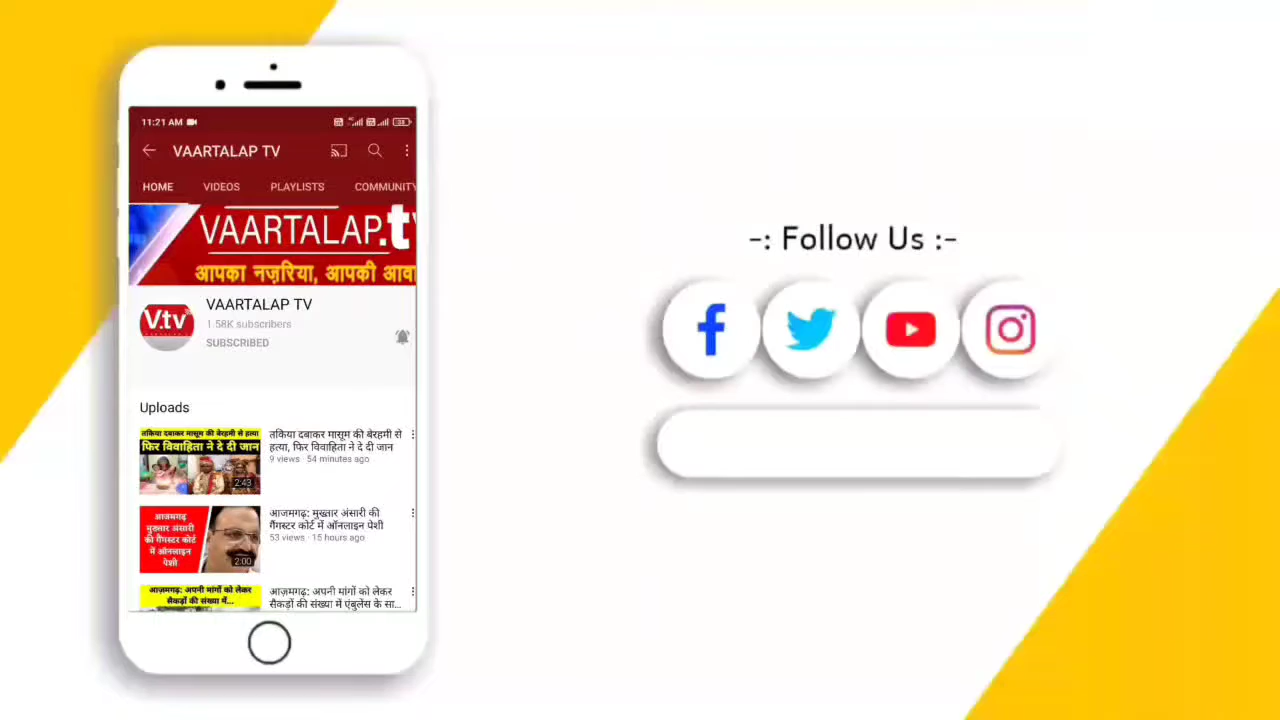 11:21 AM
VAARTALAP TV
HOME VIDEOS PLAYLISTS COMMUNITY
VAARTALAP.tv
आपका नज़रिया, आपकी आवा
V.tv
VAARTALAP TV
1.58K subscribers
SUBSCRIBED
Uploads
तकिया दबाकर मासूम की बेरहमी से हत्या
फिर विवाहिता ने दे दी जान
2:43
तकिया दबाकर मासूम की बेरहमी से
हत्या, फिर विवाहिता ने दे दी जान
9 views · 54 minutes ago
आजमगढ़
मुख्तार अंसारी
की गैंगस्टर कोर्ट
में ऑनलाइन
पेशी
2:00
आजमगढ़: मुख्तार अंसारी की
गैंगस्टर कोर्ट में ऑनलाइन पेशी
53 views · 15 hours ago
आज़मगढ़: अपनी मांगों को लेकर
सैकड़ों की संख्या में...
आज़मगढ़: अपनी मांगों को लेकर
सैकड़ों की संख्या में एंबुलेंस के सा...
-: Follow Us :-